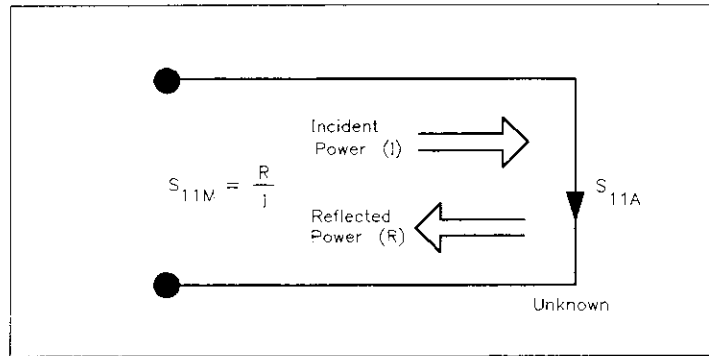 Incident
Power (I)
S11M = R/I
Reflected
Power (R)
S11A
Unknown